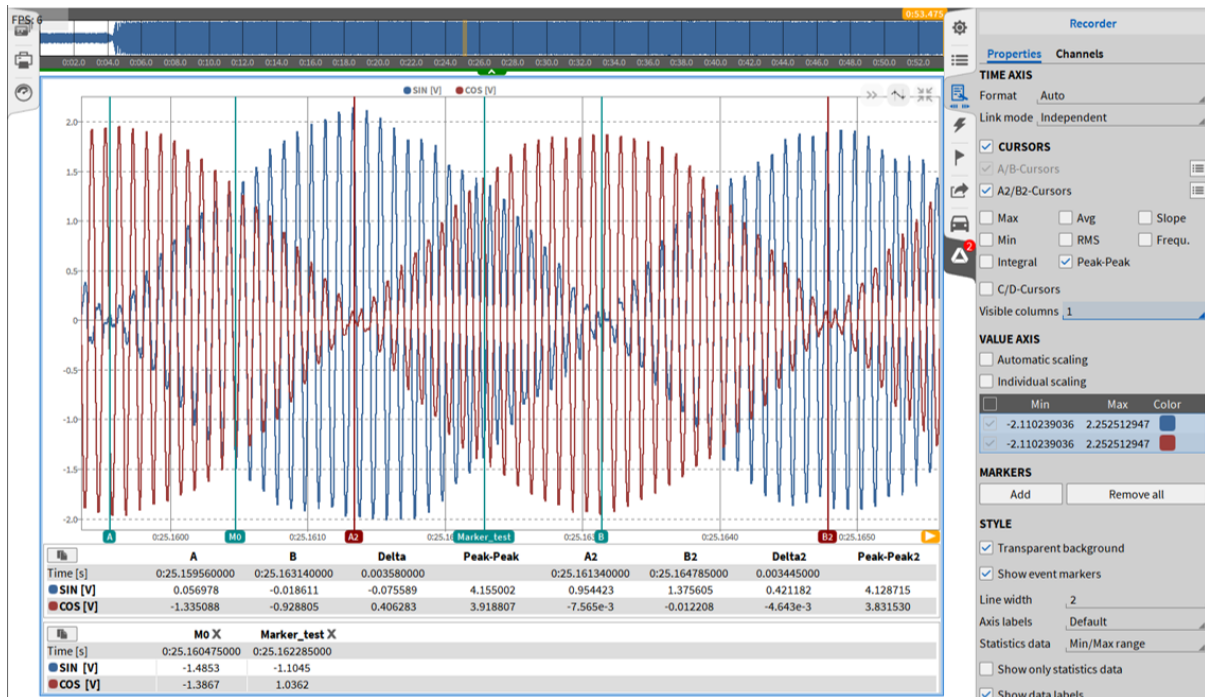 FPS: 6
0:53.475
0:02.0 0:04.0 0:06.0 0:08.0 0:10.0 0:12.0 0:14.0 0:16.0 0:18.0 0:20.0 0:22.0 0:24.0 0:26.0 0:28.0 0:30.0 0:32.0 0:34.0 0:36.0 0:38.0 0:40.0 0:42.0 0:44.0 0:46.0 0:48.0 0:50.0 0:52.0
SIN [V] COS [V]
2.0
1.5
1.0
0.5
0
-0.5
-1.0
-1.5
-2.0
A M0 A2 Marker_test B B2
0:25.1600 0:25.1610 0:25.16 0:25.163 0:25.1640 0:25.1650
A B Delta Peak-Peak A2 B2 Delta2 Peak-Peak2
Time [s] 0:25.159560000 0:25.163140000 0.003580000 0:25.161340000 0:25.164785000 0.003445000
SIN [V] 0.056978 -0.018611 -0.075589 4.155002 0.954423 1.375605 0.421182 4.128715
COS [V] -1.335088 -0.928805 0.406283 3.918807 -7.565e-3 -0.012208 -4.643e-3 3.831530
M0 X Marker_test X
Time [s] 0:25.160475000 0:25.162285000
SIN [V] -1.4853 -1.1045
COS [V] -1.3867 1.0362
2
Recorder
Properties Channels
TIME AXIS
Format Auto
Link mode Independent
CURSORS
A/B-Cursors
A2/B2-Cursors
Max Avg Slope
Min RMS Frequ.
Integral Peak-Peak
C/D-Cursors
Visible columns 1
VALUE AXIS
Automatic scaling
Individual scaling
Min Max Color
-2.110239036 2.252512947
-2.110239036 2.252512947
MARKERS
Add Remove all
STYLE
Transparent background
Show event markers
Line width 2
Axis labels Default
Statistics data Min/Max range
Show only statistics data
Show data labels